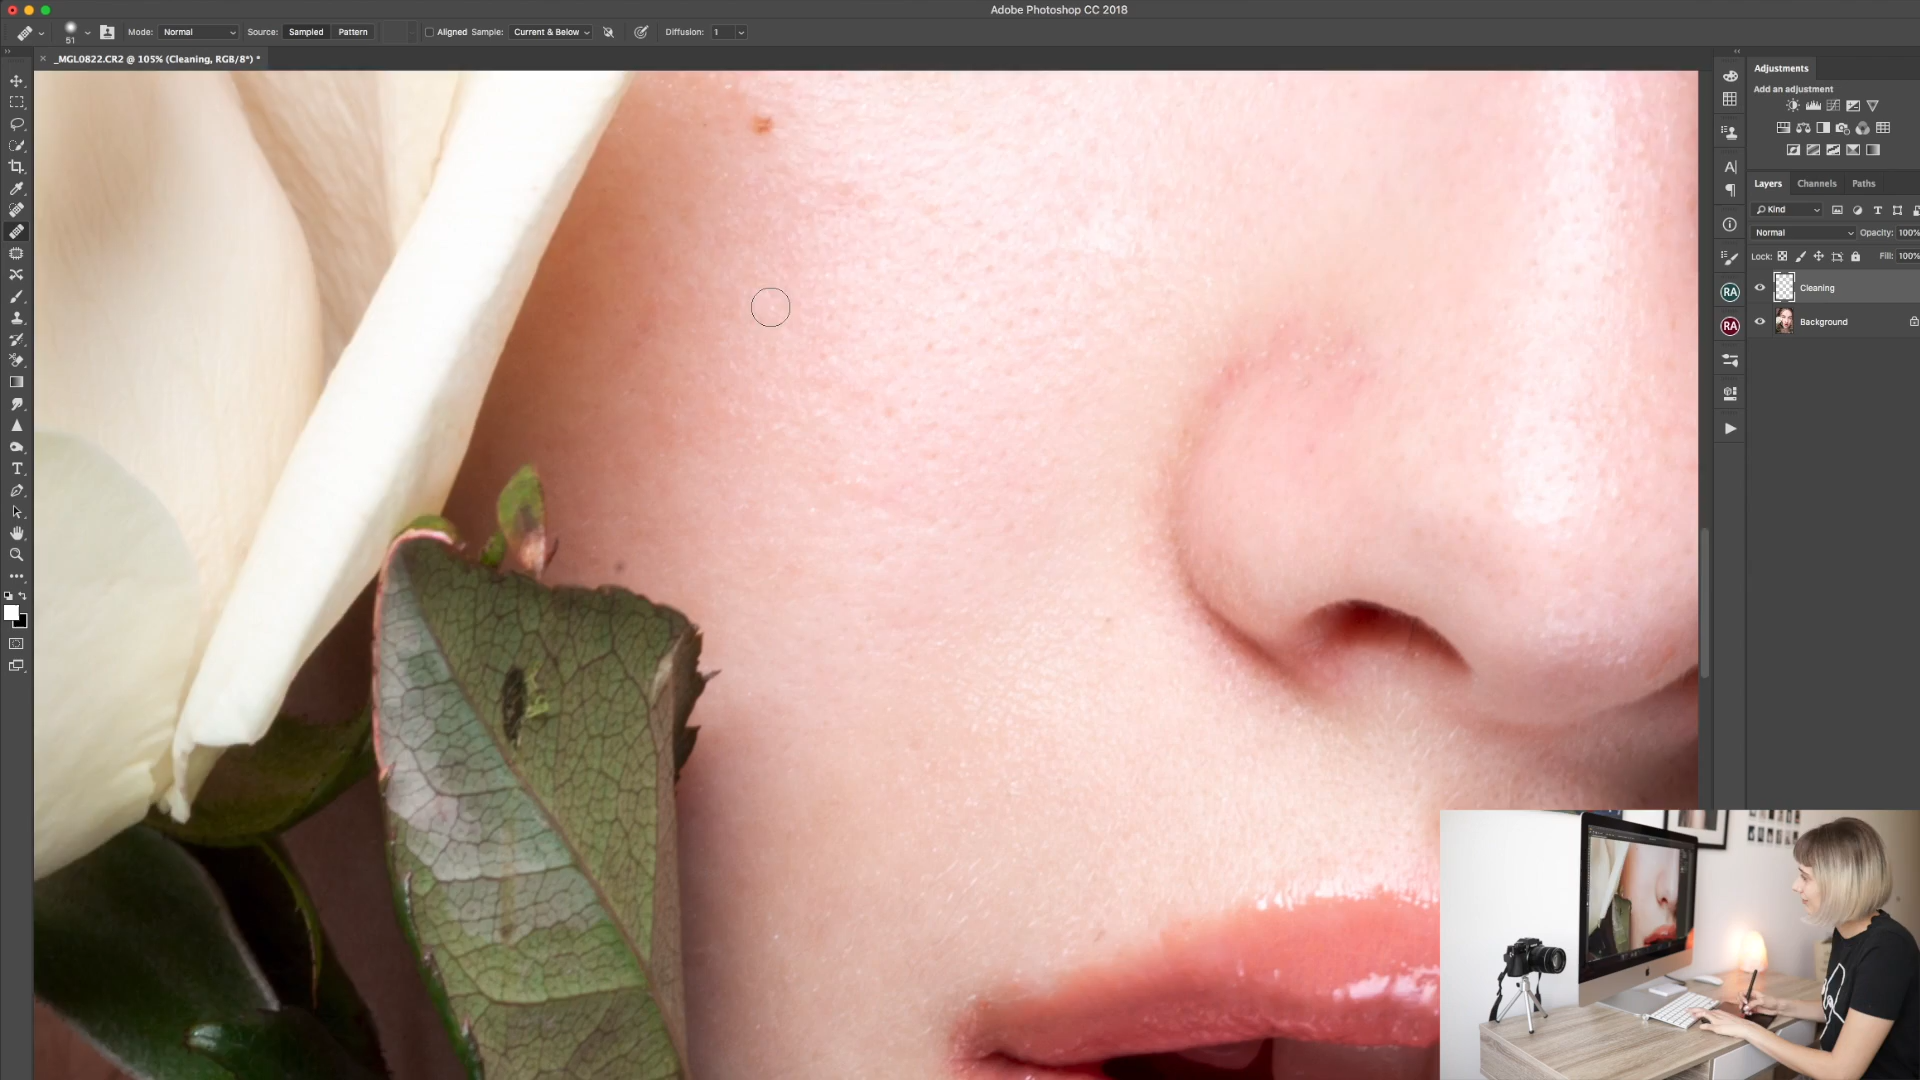 Adobe Photoshop CC 2018
51 Mode: Normal Source: Sampled Pattern Aligned Sample: Current & Below Diffusion: 1
_MGL0822.CR2 @ 105% (Cleaning, RGB/8*) *
Adjustments
Add an adjustment
Layers Channels Paths
Kind
Normal Opacity: 100%
Lock: Fill: 100%
Cleaning
Background
RA
RA